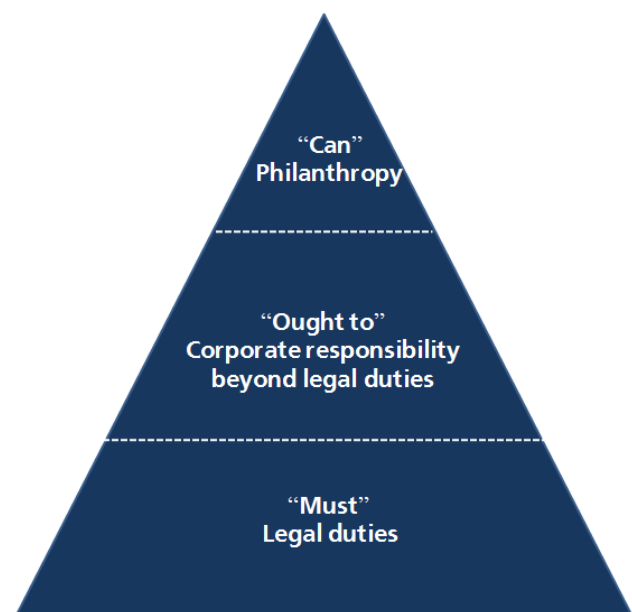 “Can”
Philanthropy
“Ought to”
Corporate responsibility
beyond legal duties
“Must”
Legal duties